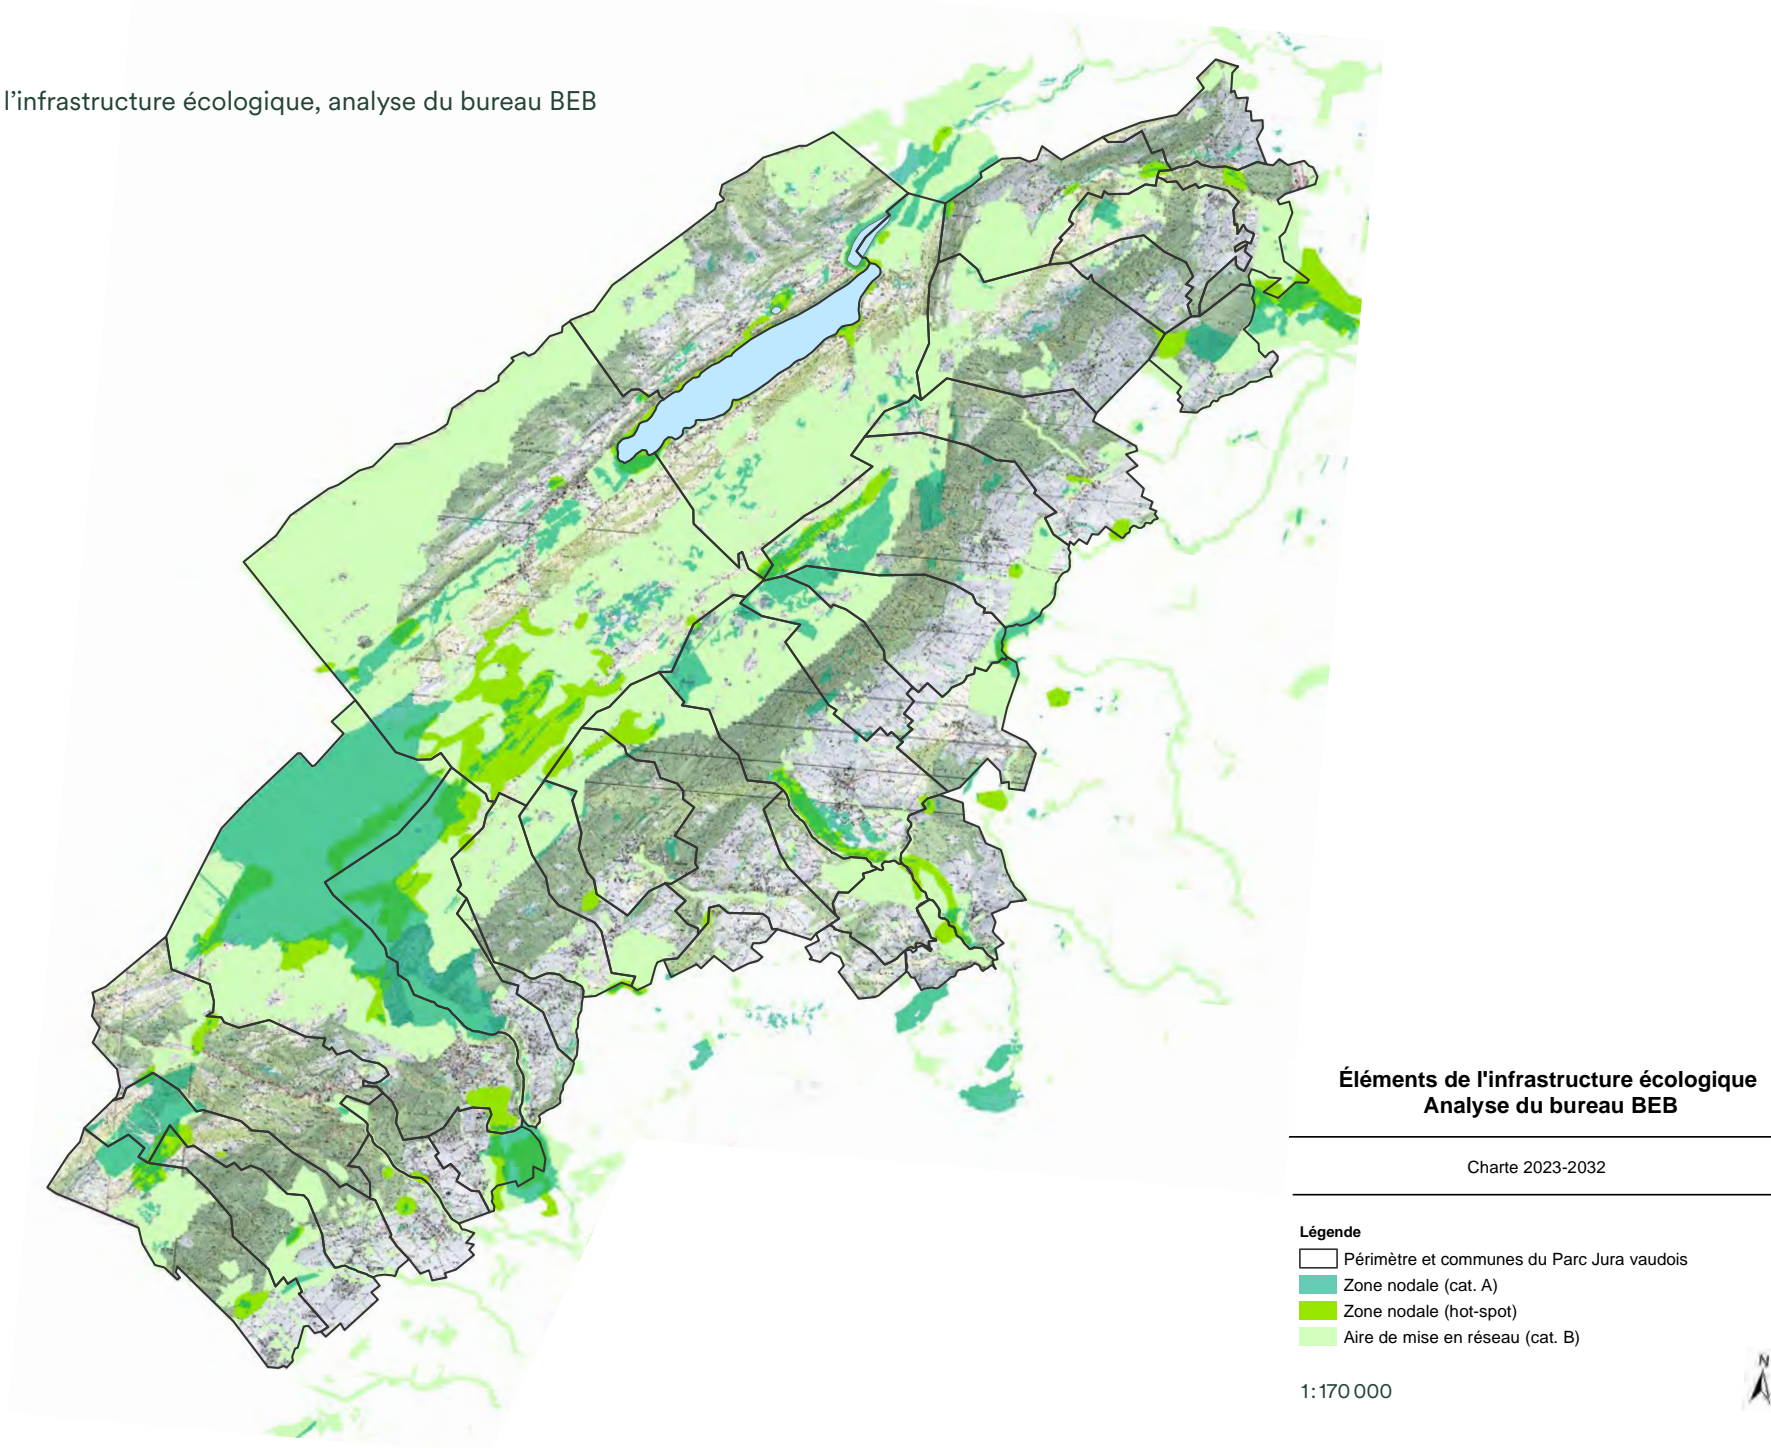 l’infrastructure écologique, analyse du bureau BEB
Éléments de l'infrastructure écologique
Analyse du bureau BEB
Charte 2023-2032
Légende
Périmètre et communes du Parc Jura vaudois
Zone nodale (cat. A)
Zone nodale (hot-spot)
Aire de mise en réseau (cat. B)
1:170 000
N